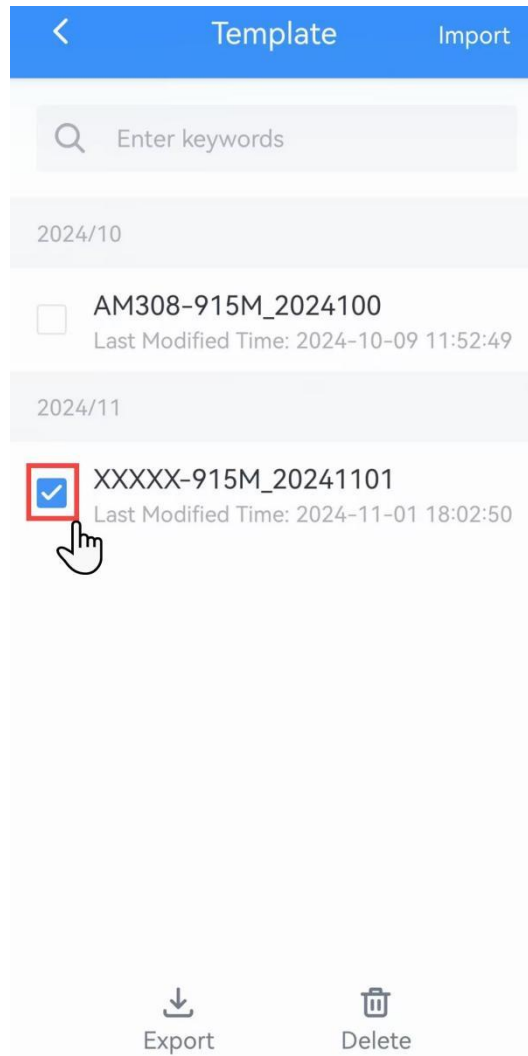 Template
Import
Enter keywords
2024/10
AM308-915M_2024100
Last Modified Time: 2024-10-09 11:52:49
2024/11
XXXXX-915M_20241101
Last Modified Time: 2024-11-01 18:02:50
Export
Delete